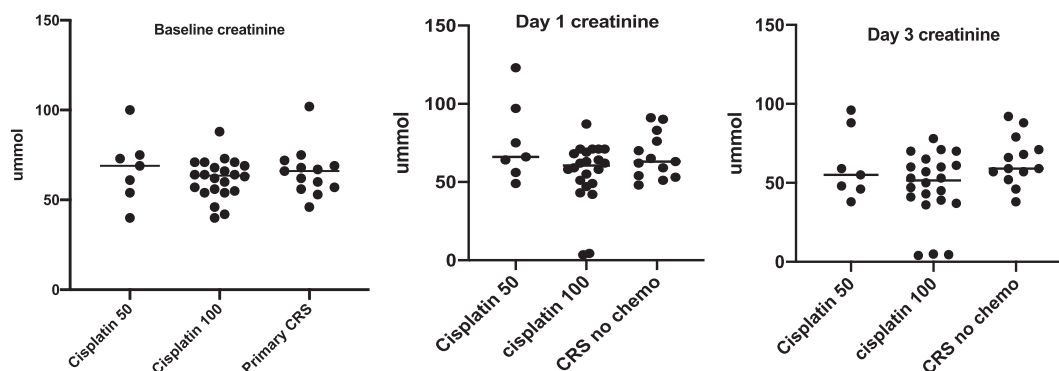 Baseline creatinine
ummol
150
100
50
0
Cisplatin 50
Cisplatin 100
Primary CRS
Day 1 creatinine
ummol
150
100
50
0
Cisplatin 50
cisplatin 100
CRS no chemo
Day 3 creatinine
ummol
150
100
50
0
Cisplatin 50
cisplatin 100
CRS no chemo